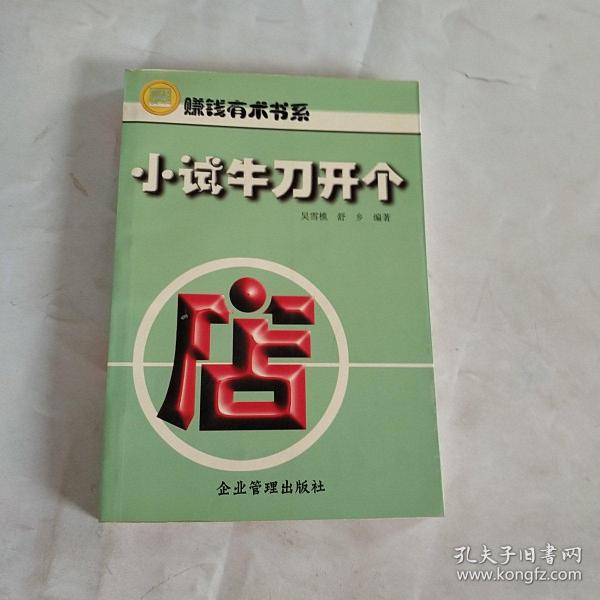 赚钱有术书系
小试牛刀开个
吴雪樵 舒乡 编著
店
企业管理出版社
孔夫子旧书网
www.kongfz.com